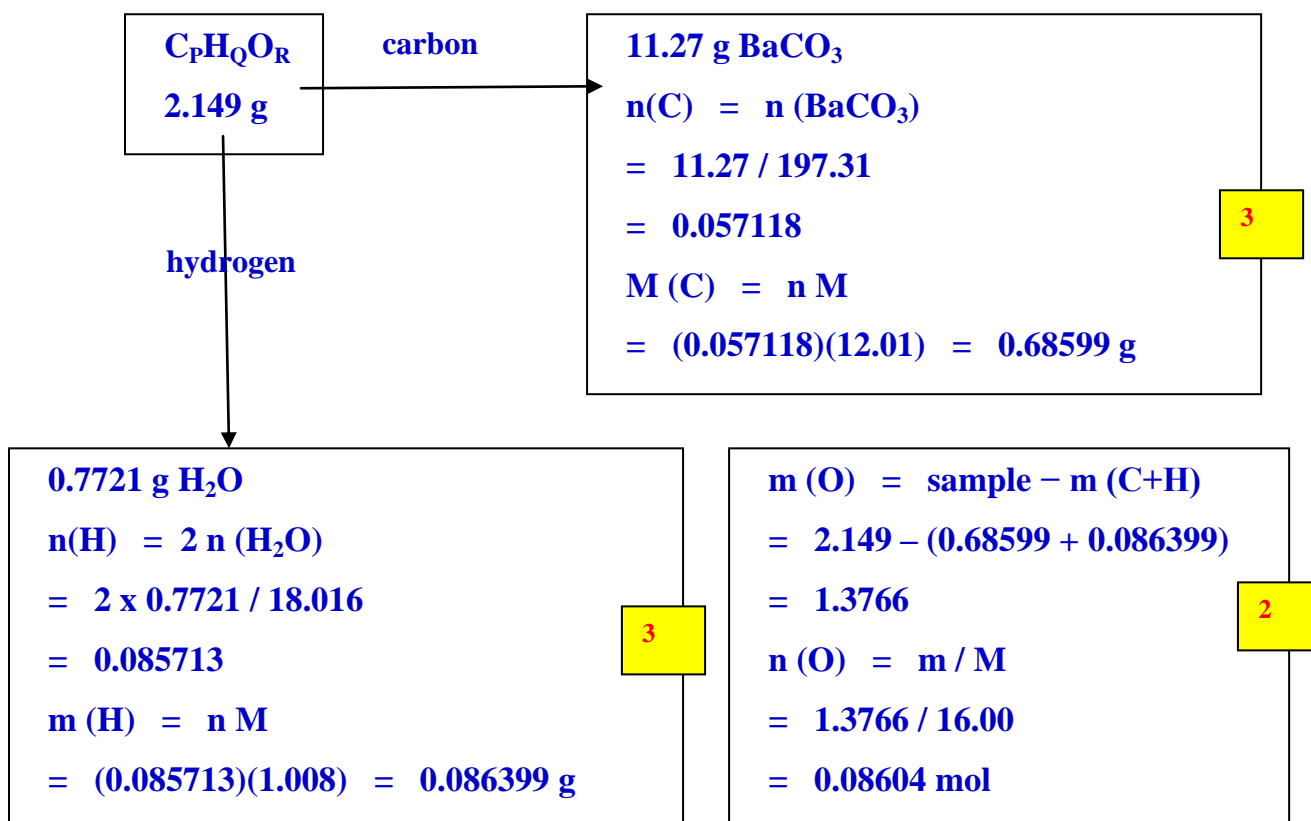 CₚH_QO_R
2.149 g
carbon
hydrogen
11.27 g BaCO₃
n(C) = n (BaCO₃)
= 11.27 / 197.31
= 0.057118
M (C) = n M
= (0.057118)(12.01) = 0.68599 g
3
0.7721 g H₂O
n(H) = 2 n (H₂O)
= 2 x 0.7721 / 18.016
= 0.085713
m (H) = n M
= (0.085713)(1.008) = 0.086399 g
3
m (O) = sample − m (C+H)
= 2.149 – (0.68599 + 0.086399)
= 1.3766
n (O) = m / M
= 1.3766 / 16.00
= 0.08604 mol
2